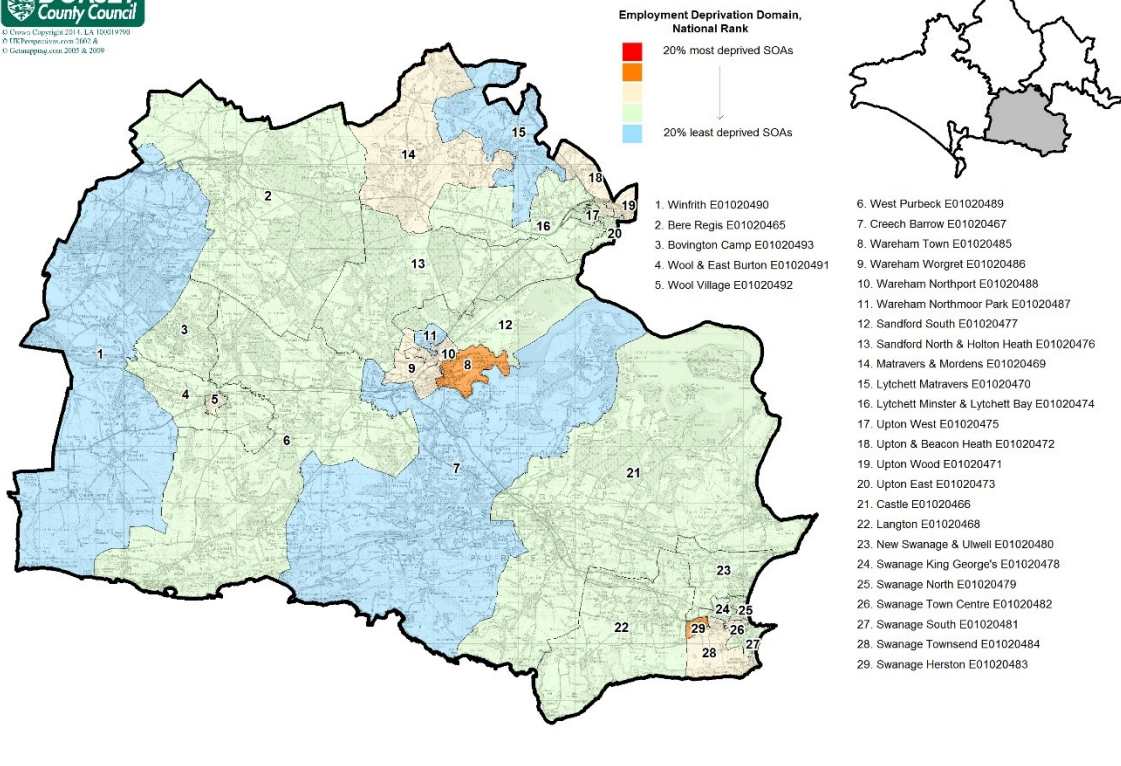 DORSET
County Council
© Crown Copyright 2014. LA 100019790
© UKPerspectives.com 2002 &
© Getmapping.com 2005 & 2009
Employment Deprivation Domain,
National Rank
20% most deprived SOAs
20% least deprived SOAs
1. Winfrith E01020490
2. Bere Regis E01020465
3. Bovington Camp E01020493
4. Wool & East Burton E01020491
5. Wool Village E01020492
6. West Purbeck E01020489
7. Creech Barrow E01020467
8. Wareham Town E01020485
9. Wareham Worgret E01020486
10. Wareham Northport E01020488
11. Wareham Northmoor Park E01020487
12. Sandford South E01020477
13. Sandford North & Holton Heath E01020476
14. Matravers & Mordens E01020469
15. Lytchett Matravers E01020470
16. Lytchett Minster & Lytchett Bay E01020474
17. Upton West E01020475
18. Upton & Beacon Heath E01020472
19. Upton Wood E01020471
20. Upton East E01020473
21. Castle E01020466
22. Langton E01020468
23. New Swanage & Ulwell E01020480
24. Swanage King George's E01020478
25. Swanage North E01020479
26. Swanage Town Centre E01020482
27. Swanage South E01020481
28. Swanage Townsend E01020484
29. Swanage Herston E01020483
15
14
18
2
19
17
16
20
13
12
3
11
1
10
9
8
4
5
6
7
21
23
24
25
22
29
26
27
28